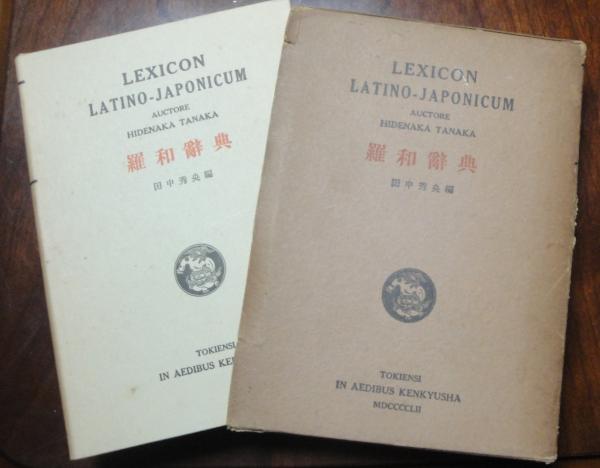 LEXICON
LATINO-JAPONICUM
AUCTORE
HIDENAKA TANAKA
羅和辭典
田中秀央編
TOKIENSI
IN AEDIBUS KEN
LEXICON
LATINO-JAPONICUM
AUCTORE
HIDENAKA TANAKA
羅和辭典
田中秀央編
TOKIENSI
IN AEDIBUS KENKYUSHA
MDCCCCLII